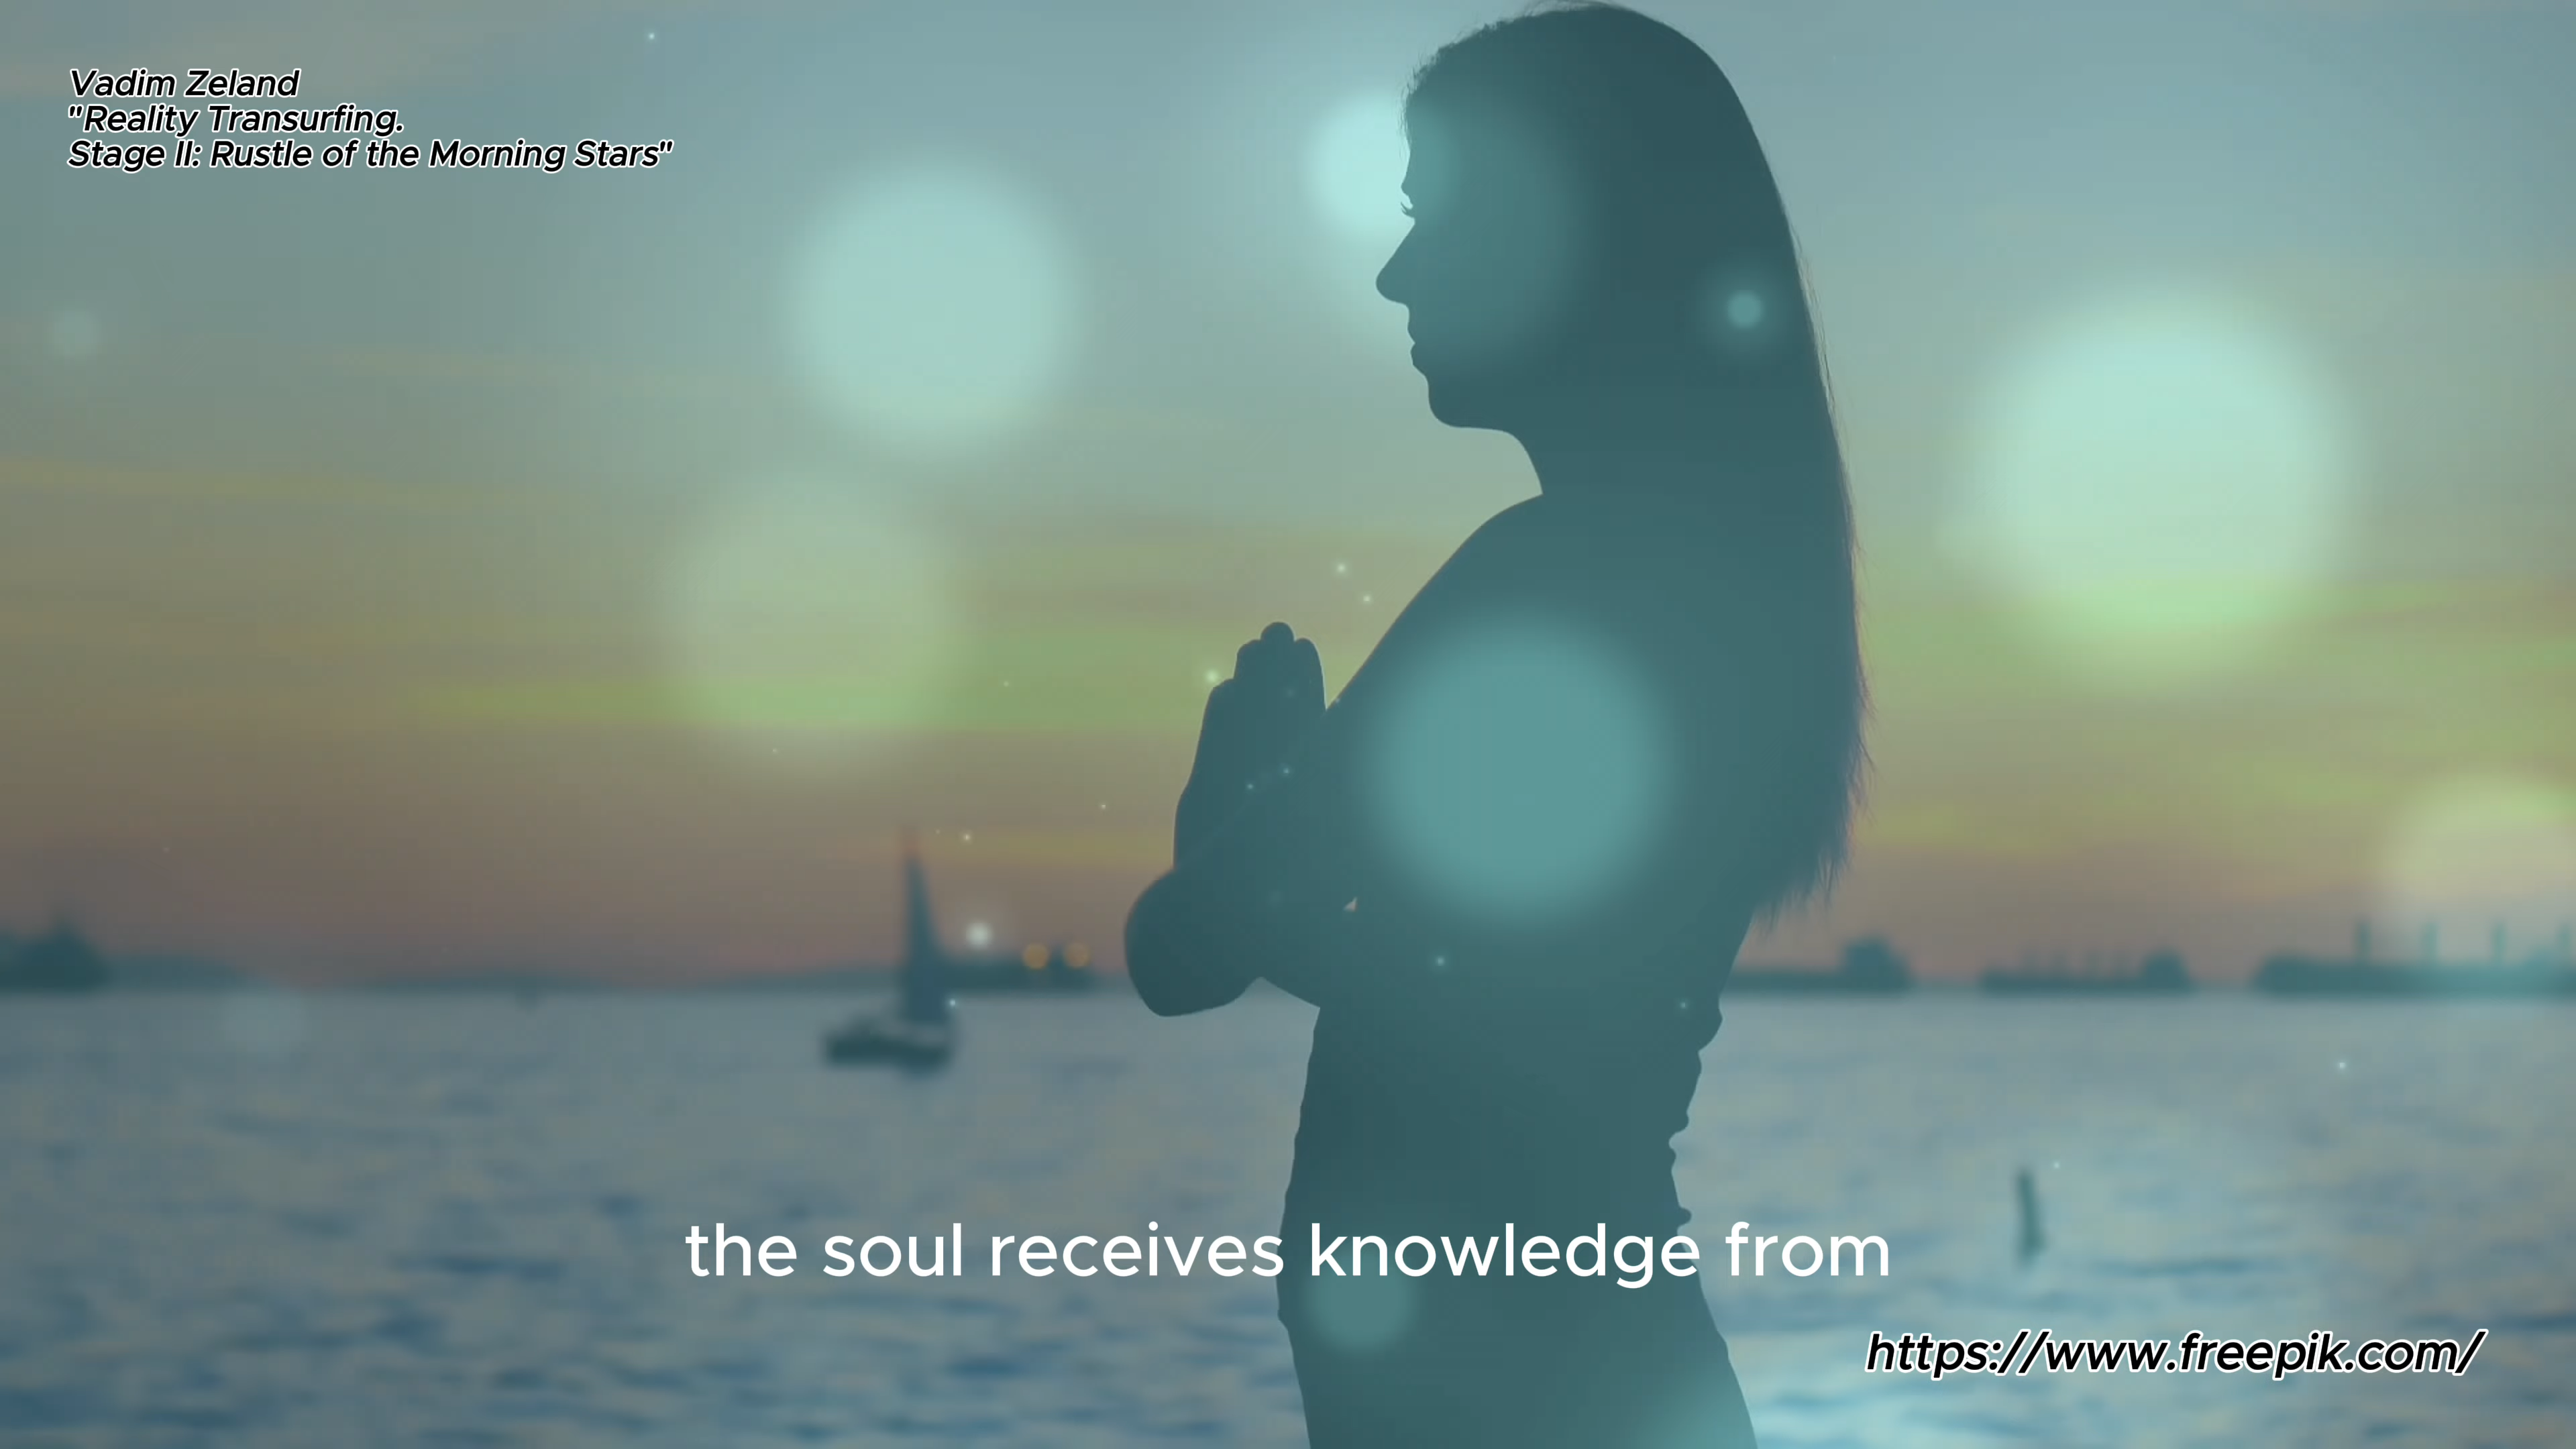 Vadim Zeland
"Reality Transurfing.
Stage II: Rustle of the Morning Stars"
the soul receives knowledge from
https://www.freepik.com/